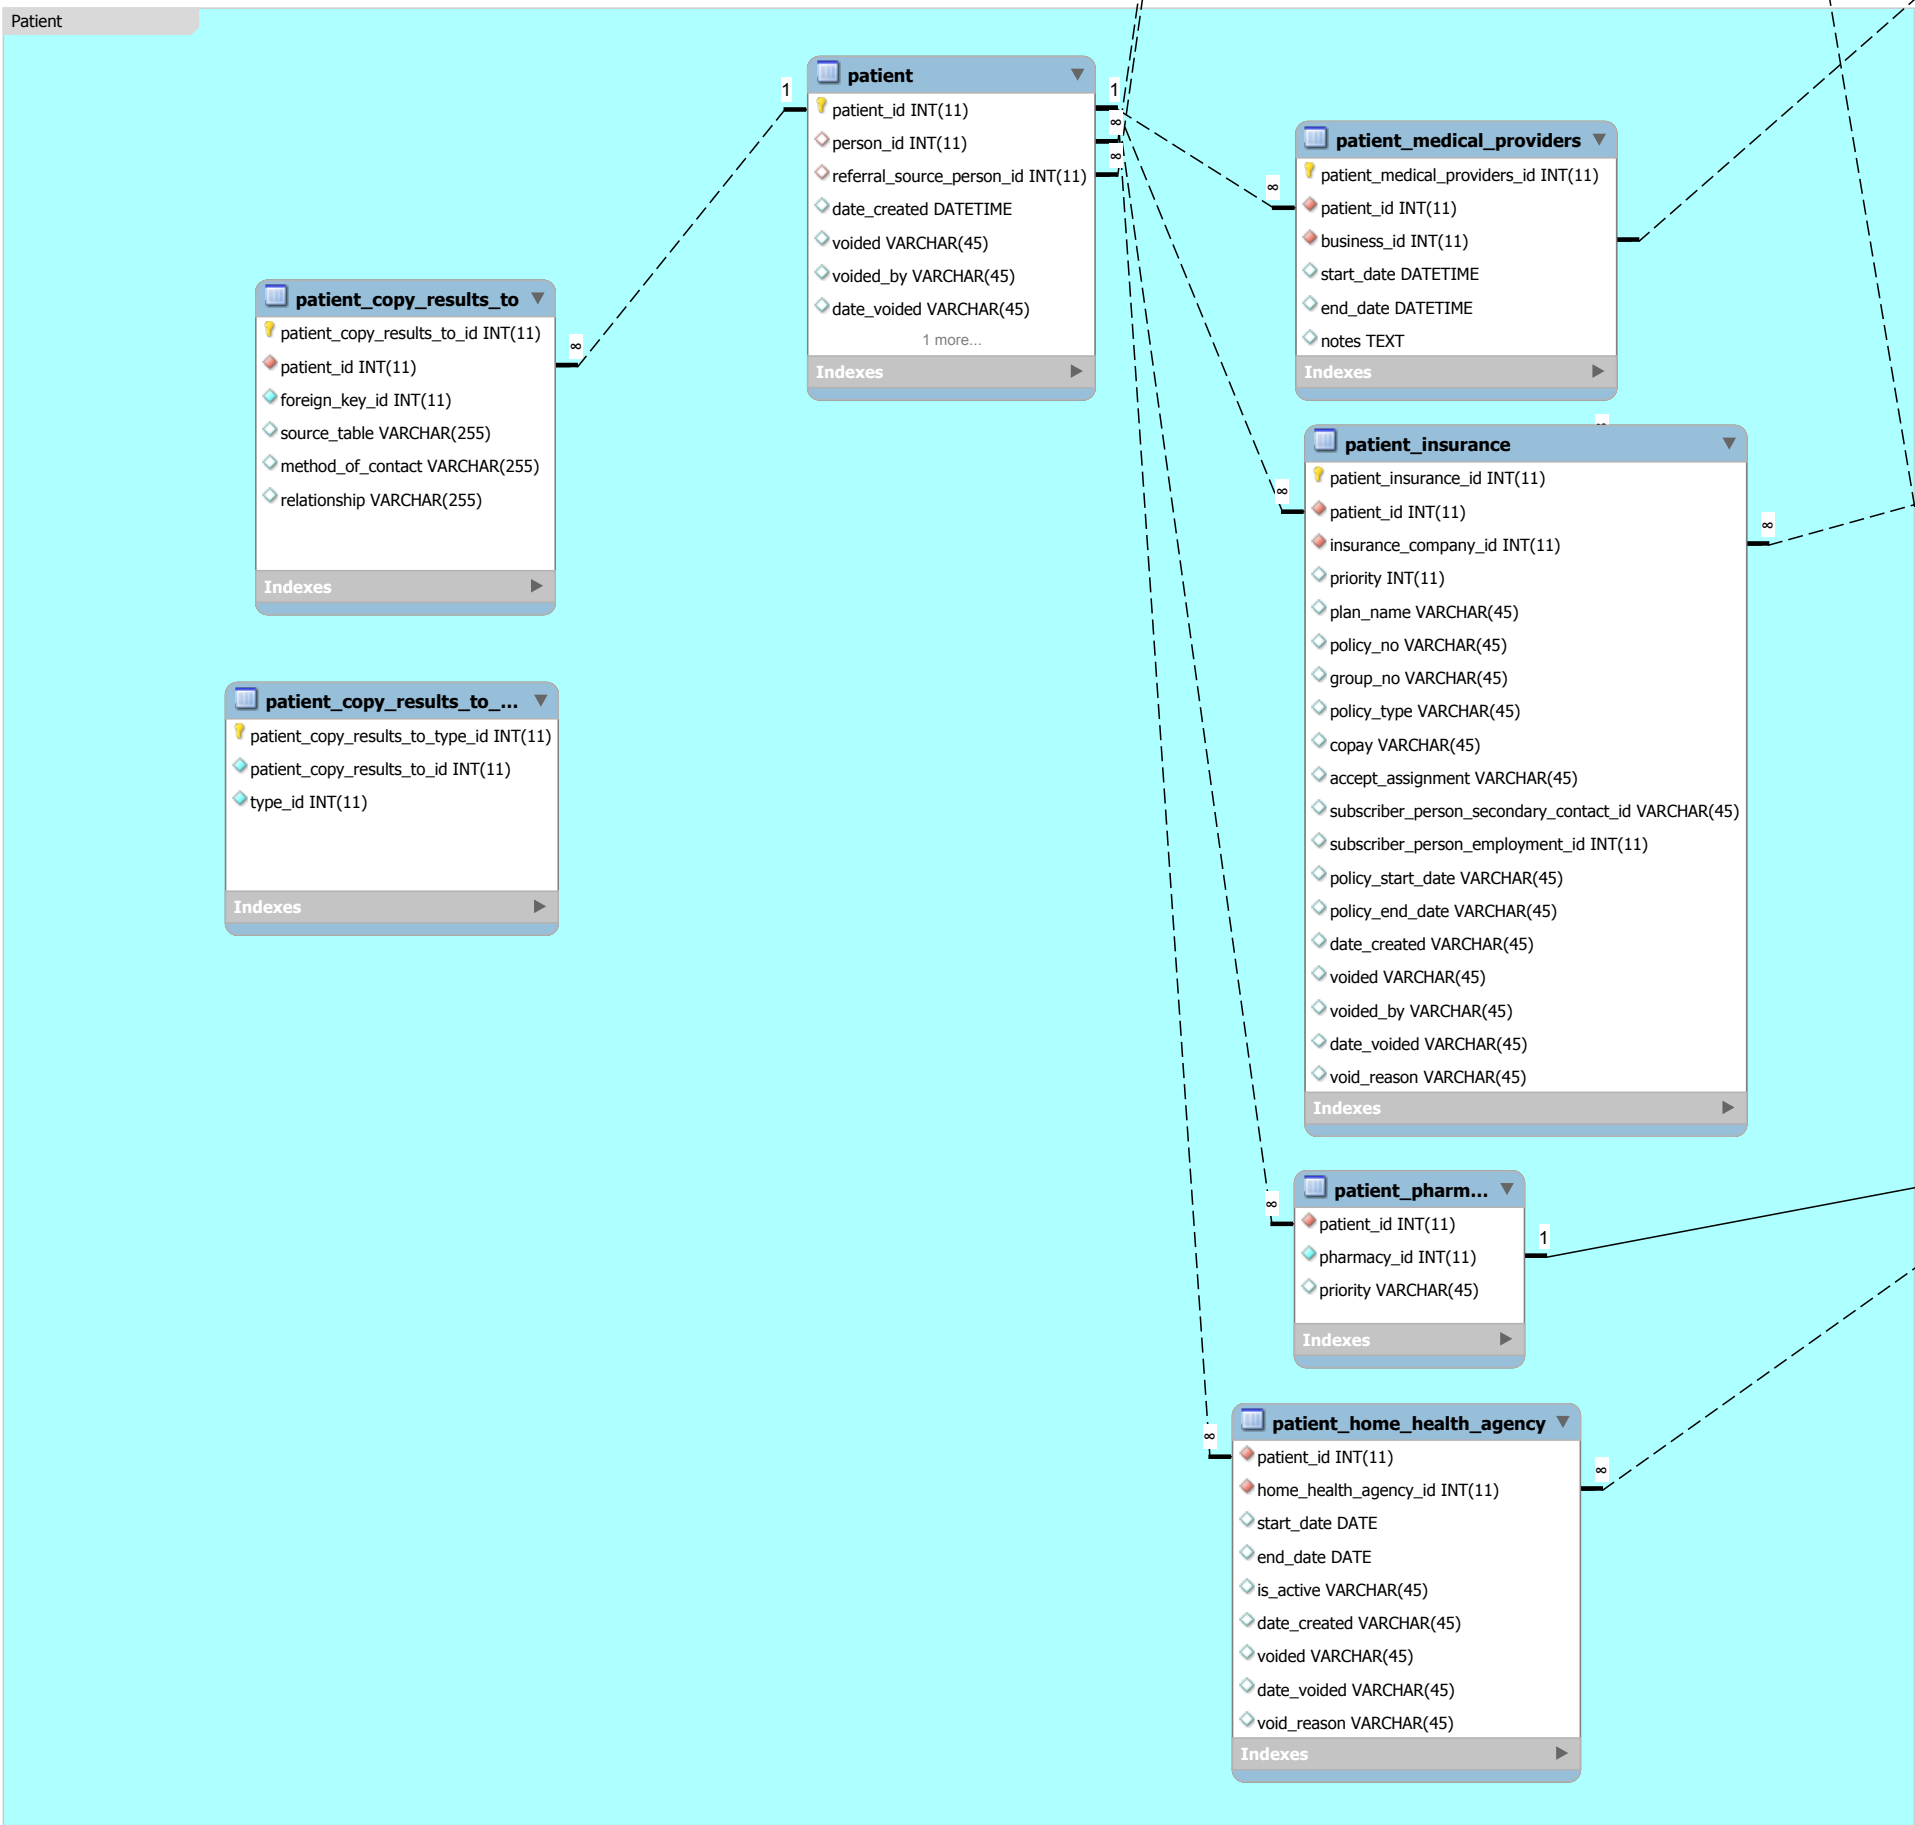 Patient
patient
patient_id INT(11)
person_id INT(11)
referral_source_person_id INT(11)
date_created DATETIME
voided VARCHAR(45)
voided_by VARCHAR(45)
date_voided VARCHAR(45)
1 more...
Indexes
1
1
∞
∞
patient_medical_providers
patient_medical_providers_id INT(11)
patient_id INT(11)
business_id INT(11)
start_date DATETIME
end_date DATETIME
notes TEXT
Indexes
∞
patient_copy_results_to
patient_copy_results_to_id INT(11)
patient_id INT(11)
foreign_key_id INT(11)
source_table VARCHAR(255)
method_of_contact VARCHAR(255)
relationship VARCHAR(255)
Indexes
∞
patient_insurance
patient_insurance_id INT(11)
patient_id INT(11)
insurance_company_id INT(11)
priority INT(11)
plan_name VARCHAR(45)
policy_no VARCHAR(45)
group_no VARCHAR(45)
policy_type VARCHAR(45)
copay VARCHAR(45)
accept_assignment VARCHAR(45)
subscriber_person_secondary_contact_id VARCHAR(45)
subscriber_person_employment_id INT(11)
policy_start_date VARCHAR(45)
policy_end_date VARCHAR(45)
date_created VARCHAR(45)
voided VARCHAR(45)
voided_by VARCHAR(45)
date_voided VARCHAR(45)
void_reason VARCHAR(45)
Indexes
∞
∞
patient_copy_results_to_...
patient_copy_results_to_type_id INT(11)
patient_copy_results_to_id INT(11)
type_id INT(11)
Indexes
patient_pharm...
patient_id INT(11)
pharmacy_id INT(11)
priority VARCHAR(45)
Indexes
∞
1
patient_home_health_agency
patient_id INT(11)
home_health_agency_id INT(11)
start_date DATE
end_date DATE
is_active VARCHAR(45)
date_created VARCHAR(45)
voided VARCHAR(45)
date_voided VARCHAR(45)
void_reason VARCHAR(45)
Indexes
∞
∞